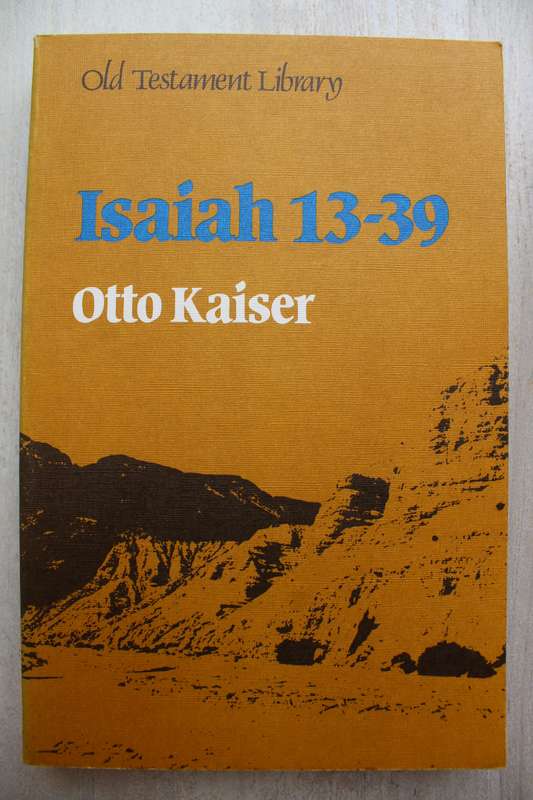 Old Testament Library
Isaiah 13-39
Otto Kaiser